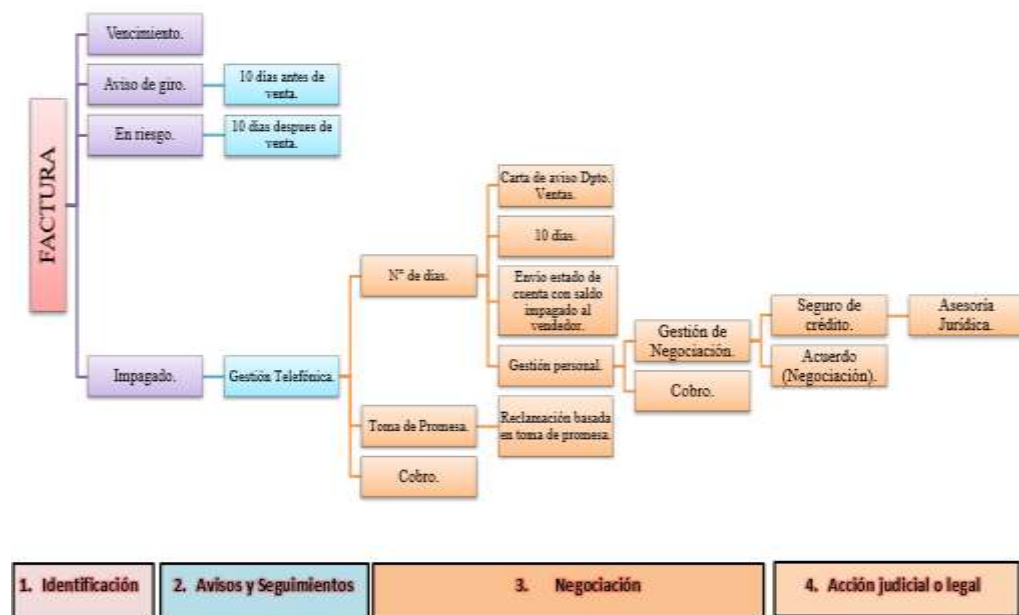 FACTURA
Vencimiento.
Aviso de giro.
10 días antes de
venta.
En riesgo.
10 días despues de
venta.
Impagado.
Gestión Telefónica.
N° de días.
Carta de aviso Dpto.
Ventas.
10 días.
Envío estado de
cuenta con saldo
impagado al
vendedor.
Gestión personal.
Gestión de
Negociación.
Seguro de
crédito.
Asesoría
Jurídica.
Acuerdo
(Negociación).
Cobro.
Toma de Promesa.
Reclamación basada
en toma de promesa.
Cobro.
1. Identificación
2. Avisos y Seguimientos
3. Negociación
4. Acción judicial o legal